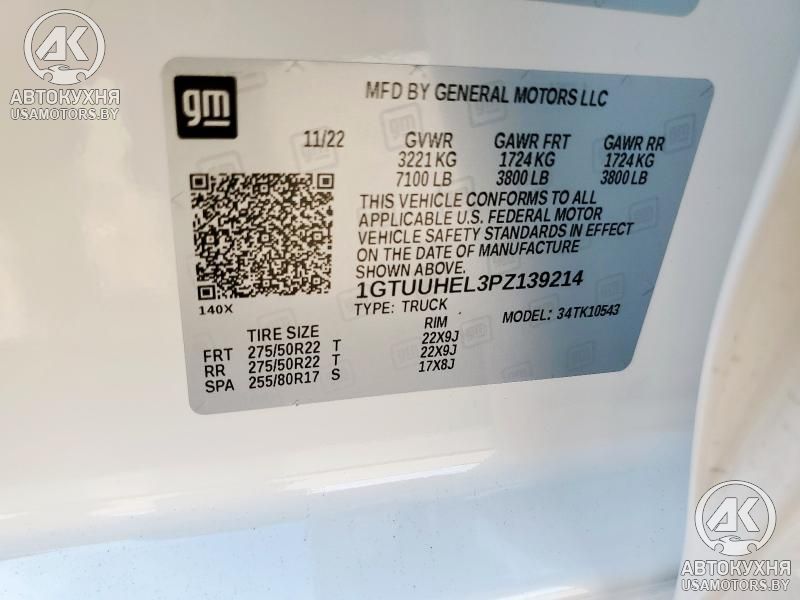 AK
АВТОКУХНЯ
USAMOTORS.BY
gm
MFD BY GENERAL MOTORS LLC
11/22 GVWR GAWR FRT GAWR RR
3221 KG 1724 KG 1724 KG
7100 LB 3800 LB 3800 LB
THIS VEHICLE CONFORMS TO ALL
APPLICABLE U.S. FEDERAL MOTOR
VEHICLE SAFETY STANDARDS IN EFFECT
ON THE DATE OF MANUFACTURE
SHOWN ABOVE.
1GTUUHEL3PZ139214
140X
TYPE: TRUCK MODEL: 34TK10543
TIRE SIZE RIM
FRT 275/50R22 T 22X9J
RR 275/50R22 T 22X9J
SPA 255/80R17 S 17X8J
AK
АВТОКУХНЯ
USAMOTORS.BY